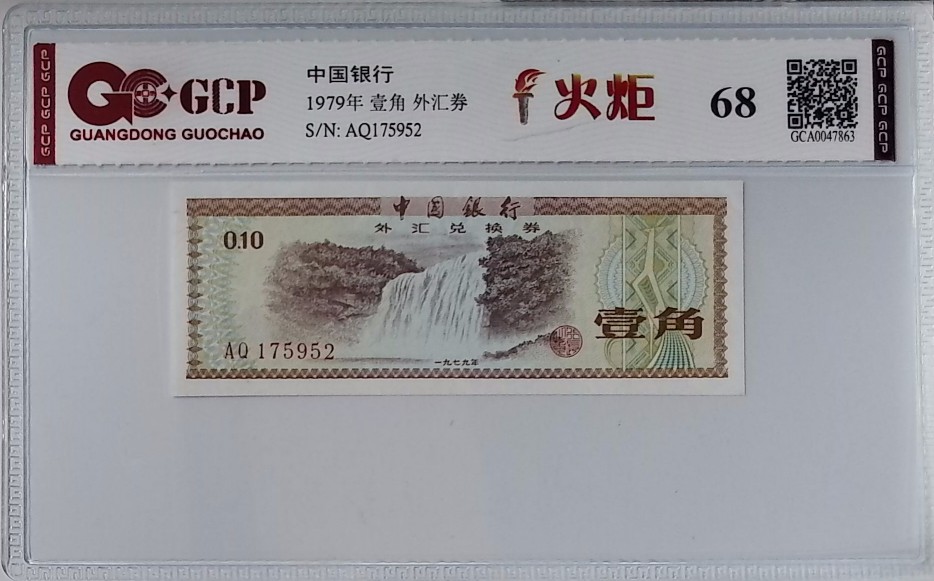 GCP GCP GCP
GCP
GUANGDONG GUOCHAO
中国银行
1979年 壹角 外汇券
S/N: AQ175952
火炬
68
GCA0047863
GCP GCP GCP
中国银行
外汇兑换券
0.10
壹角
AQ 175952
一九七九年